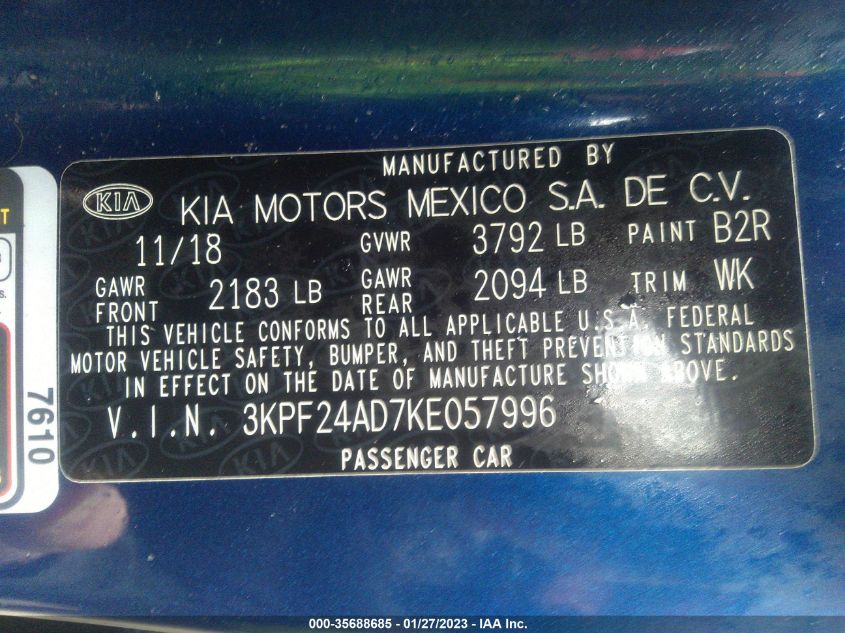 MANUFACTURED BY
KIA KIA MOTORS MEXICO S.A. DE C.V.
11/18 GVWR 3792 LB PAINT B2R
GAWR FRONT 2183 LB GAWR REAR 2094 LB TRIM WK
THIS VEHICLE CONFORMS TO ALL APPLICABLE U.S.A. FEDERAL
MOTOR VEHICLE SAFETY, BUMPER, AND THEFT PREVENTION STANDARDS
IN EFFECT ON THE DATE OF MANUFACTURE SHOWN ABOVE.
V.I.N. 3KPF24AD7KE057996
PASSENGER CAR
7610
000-35688685 - 01/27/2023 - IAA Inc.